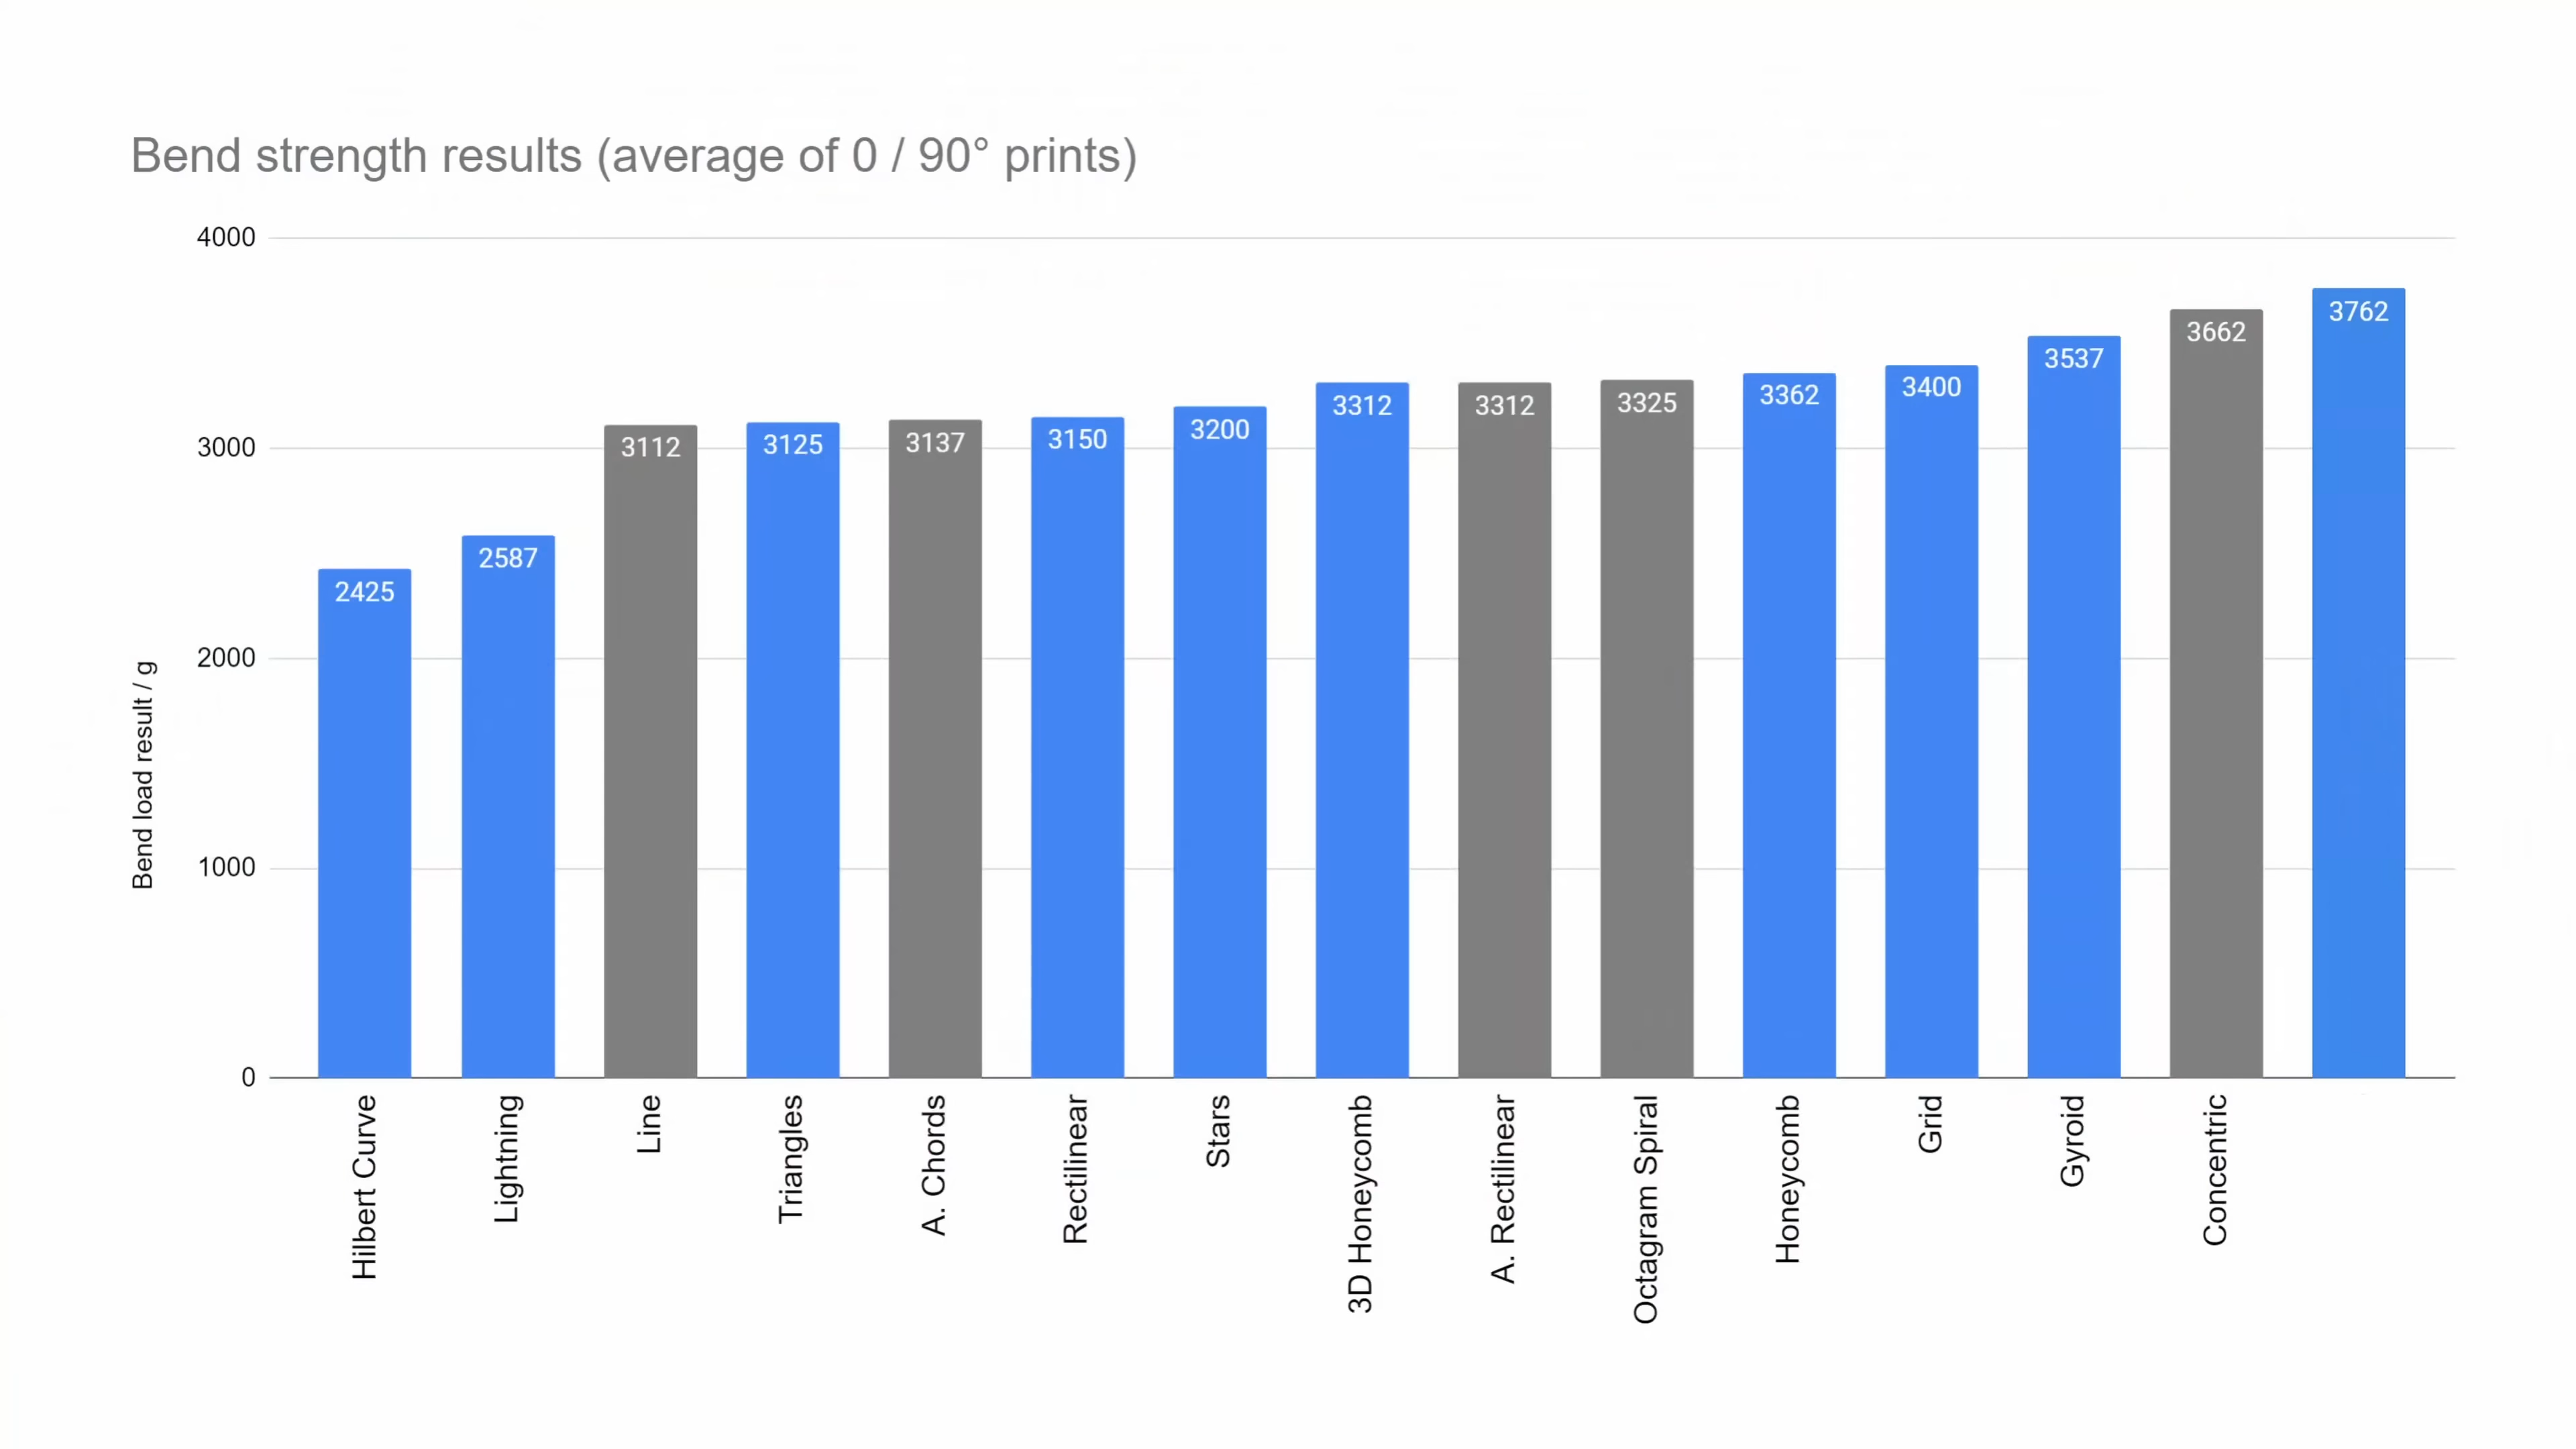 Bend strength results (average of 0 / 90° prints)
Bend load result / g
4000
3000
2000
1000
0
2425
2587
3112
3125
3137
3150
3200
3312
3312
3325
3362
3400
3537
3662
3762
Hilbert Curve
Lightning
Line
Triangles
A. Chords
Rectilinear
Stars
3D Honeycomb
A. Rectilinear
Octagram Spiral
Honeycomb
Grid
Gyroid
Concentric